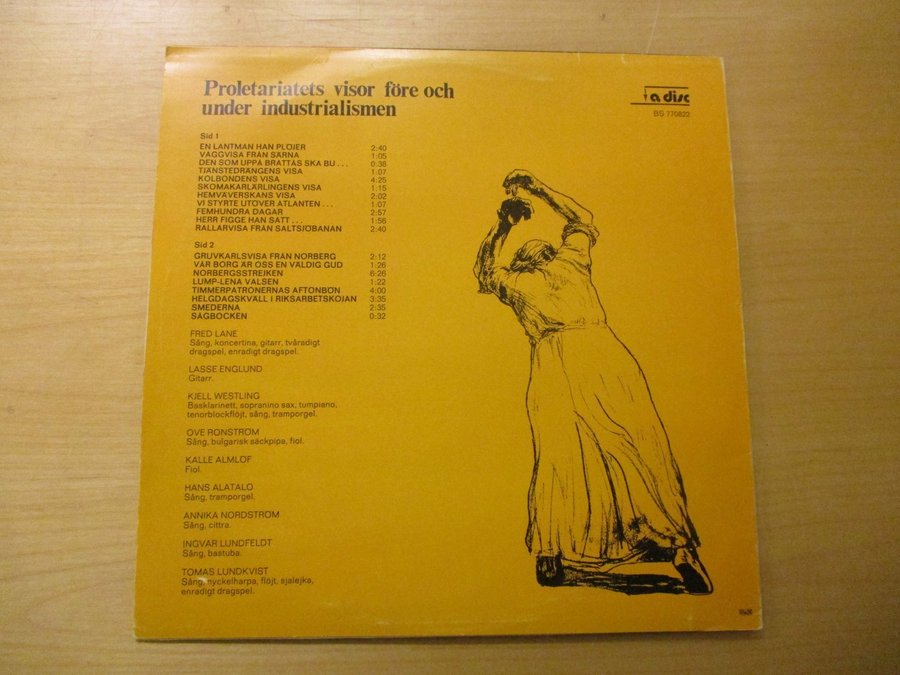 Proletariatets visor före och
under industrialismen
a disc
BS 770822
Sid 1
EN LANTMAN HAN PLÖJER 2:40
VAGGVISA FRÅN SÄRNA 1:05
DEN SOM UPPÅ BRATTÅS SKA BU . . . 0:38
TJÄNSTEDRÄNGENS VISA 1:07
KOLBONDENS VISA 4:25
SKOMAKARLÄRLINGENS VISA 1:15
HEMVÄVERSKANS VISA 2:02
VI STYRTE UTÖVER ATLANTEN . . . 1:07
FEMHUNDRA DAGAR 2:57
HERR FIGGE HAN SATT . . . 1:56
RALLARVISA FRÅN SALTSJÖBANAN 2:40
Sid 2
GRUVKARLSVISA FRÅN NORBERG 2:12
VÅR BORG ÄR OSS EN VÄLDIG GUD 1:26
NORBERGSSTREJKEN 6:26
LUMP-LENA VALSEN 1:22
TIMMERPATRONERNAS AFTONBÖN 4:00
HELGDAGSKVÄLL I RIKSARBETSKOJAN 3:35
SMEDERNA 2:35
SÅGBOCKEN 0:32
FRED LANE
Sång, koncertina, gitarr, tvåradigt
dragspel, enradigt dragspel.
LASSE ENGLUND
Gitarr.
KJELL WESTLING
Basklarinett, sopranino sax, tumpiano,
tenorblockflöjt, sång, tramporgel.
OVE RONSTRÖM
Sång, bulgarisk säckpipa, fiol.
KALLE ALMLÖF
Fiol.
HANS ALATALO
Sång, tramporgel.
ANNIKA NORDSTRÖM
Sång, cittra.
INGVAR LUNDFELDT
Sång, bastuba.
TOMAS LUNDKVIST
Sång, nyckelharpa, flöjt, sjalejka,
enradigt dragspel.